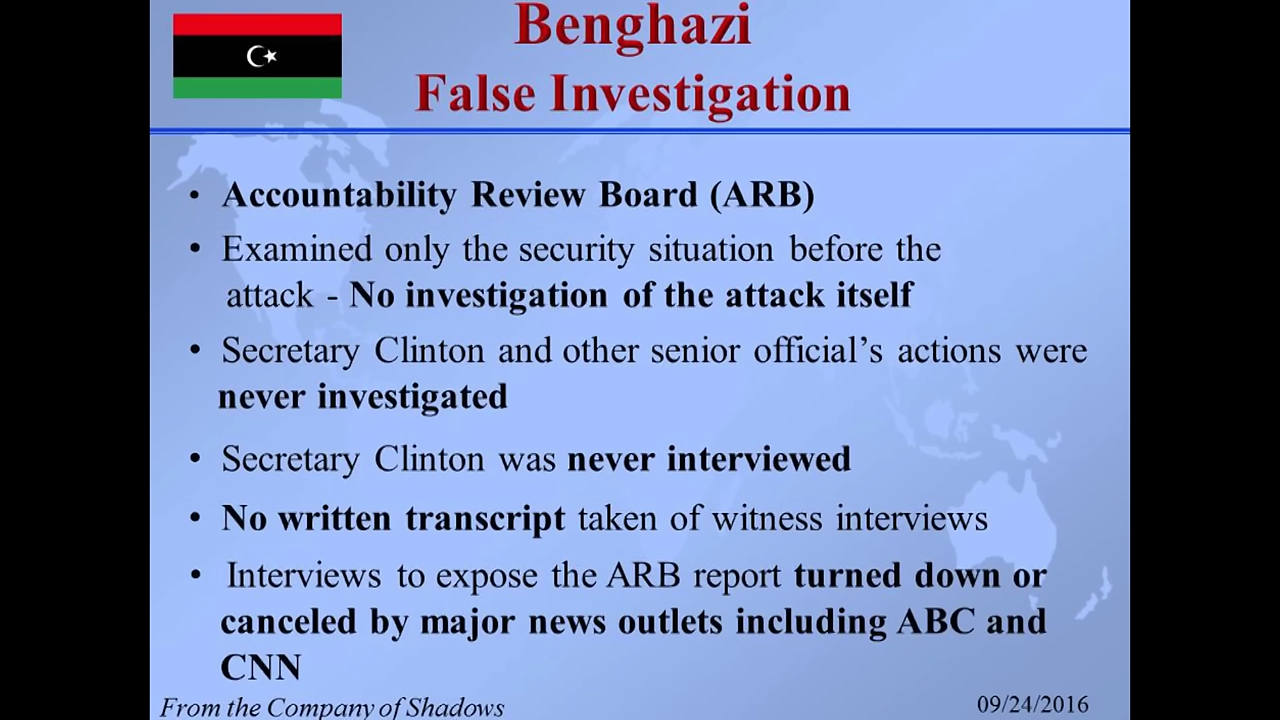 Benghazi
False Investigation
• Accountability Review Board (ARB)
• Examined only the security situation before the
attack - No investigation of the attack itself
• Secretary Clinton and other senior official's actions were
never investigated
• Secretary Clinton was never interviewed
• No written transcript taken of witness interviews
• Interviews to expose the ARB report turned down or
canceled by major news outlets including ABC and
CNN
From the Company of Shadows
09/24/2016